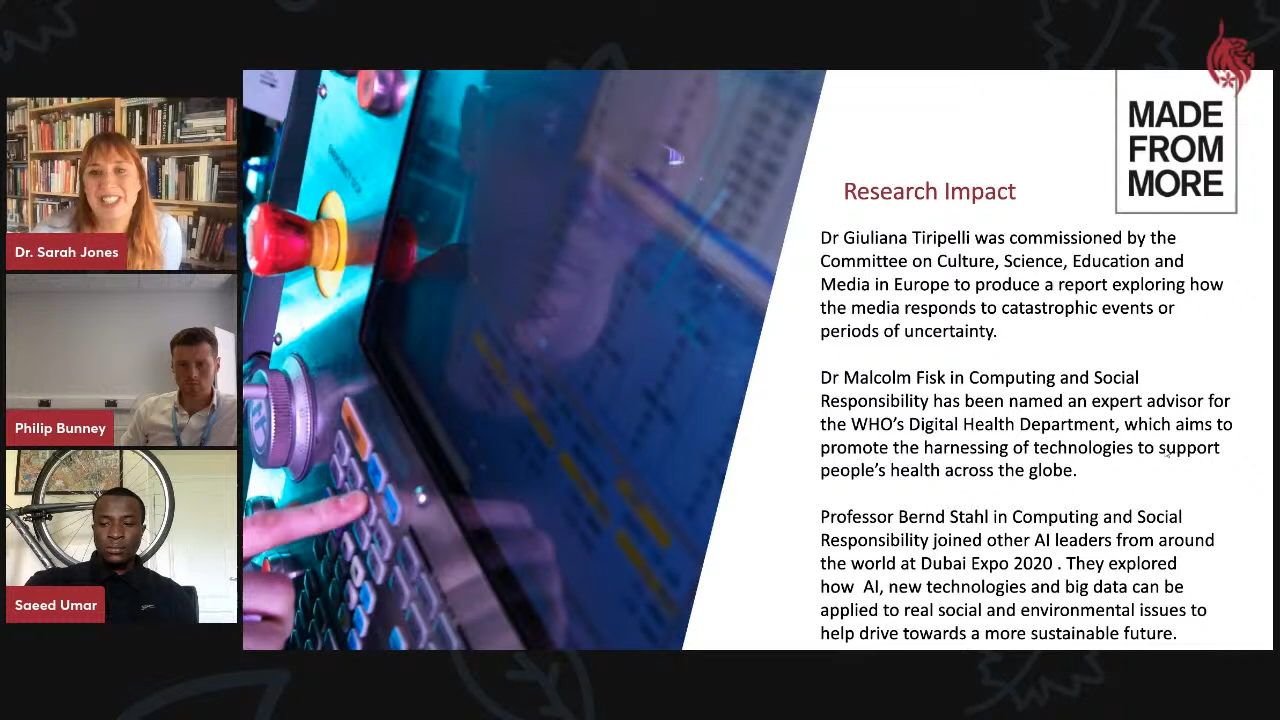 Dr. Sarah Jones
Philip Bunney
Saeed Umar
MADE
FROM
MORE
Research Impact
Dr Giuliana Tiripelli was commissioned by the
Committee on Culture, Science, Education and
Media in Europe to produce a report exploring how
the media responds to catastrophic events or
periods of uncertainty.
Dr Malcolm Fisk in Computing and Social
Responsibility has been named an expert advisor for
the WHO’s Digital Health Department, which aims to
promote the harnessing of technologies to support
people’s health across the globe.
Professor Bernd Stahl in Computing and Social
Responsibility joined other AI leaders from around
the world at Dubai Expo 2020 . They explored
how  AI, new technologies and big data can be
applied to real social and environmental issues to
help drive towards a more sustainable future.